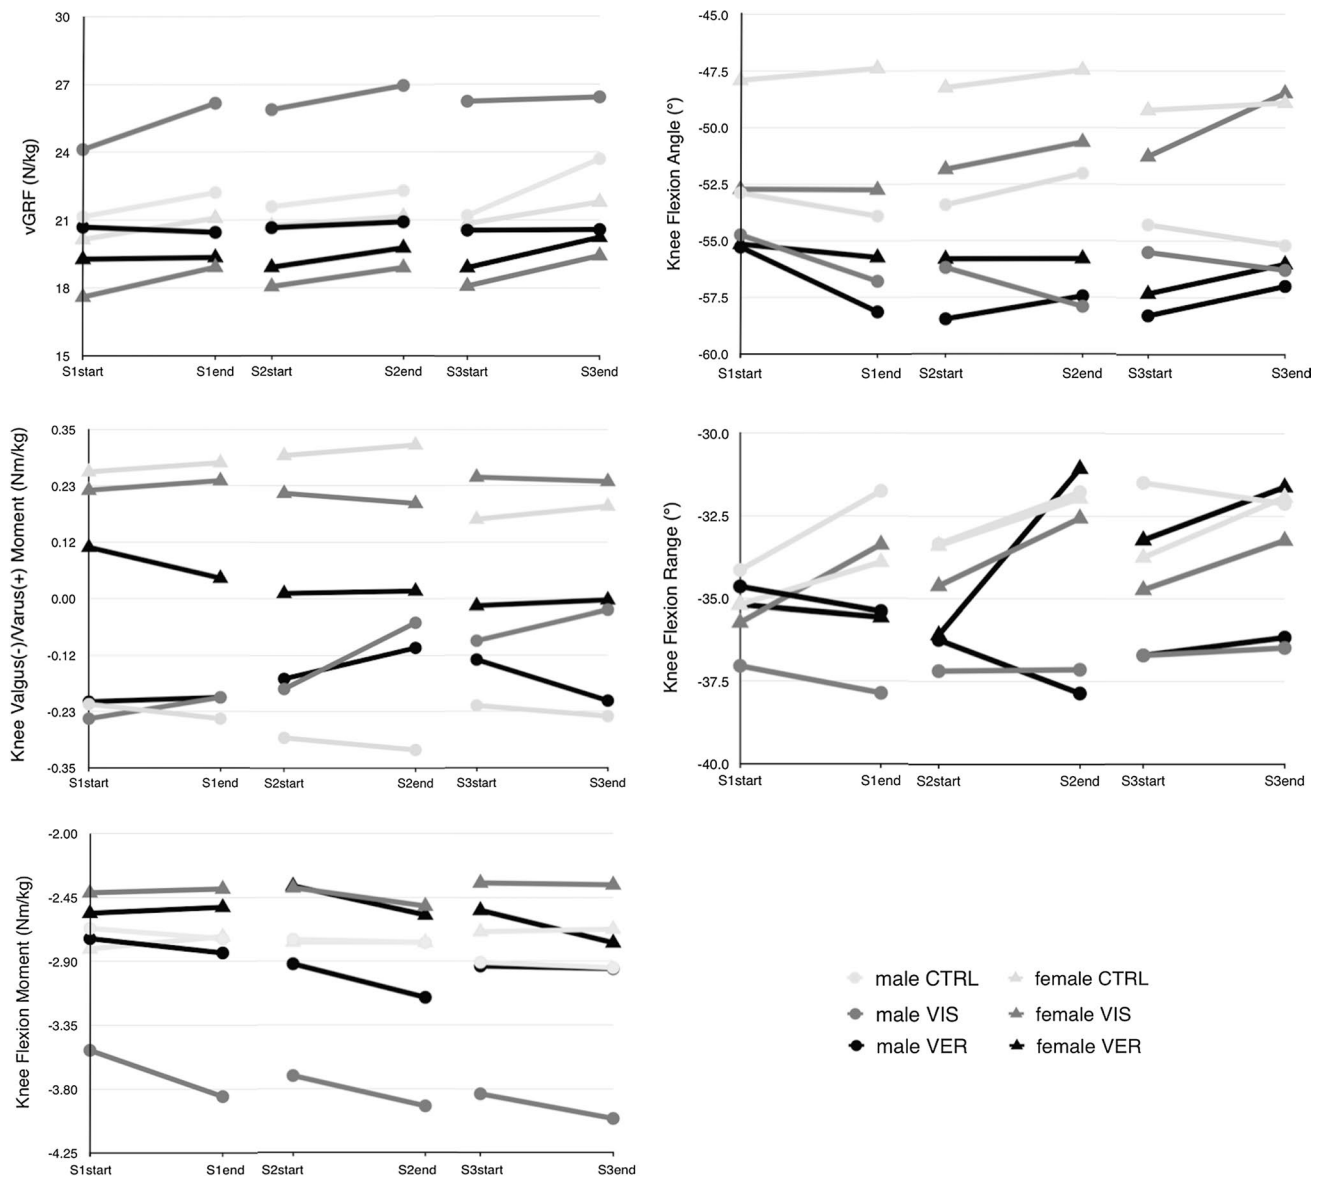 vGRF (N/kg)
30
27
24
21
18
15
S1start S1end S2start S2end S3start S3end
Knee Flexion Angle (°)
-45.0
-47.5
-50.0
-52.5
-55.0
-57.5
-60.0
S1start S1end S2start S2end S3start S3end
Knee Valgus(-)/Varus(+) Moment (Nm/kg)
0.35
0.23
0.12
0.00
-0.12
-0.23
-0.35
S1start S1end S2start S2end S3start S3end
Knee Flexion Range (°)
-30.0
-32.5
-35.0
-37.5
-40.0
S1start S1end S2start S2end S3start S3end
Knee Flexion Moment (Nm/kg)
-2.00
-2.45
-2.90
-3.35
-3.80
-4.25
S1start S1end S2start S2end S3start S3end
male CTRL female CTRL
male VIS female VIS
male VER female VER